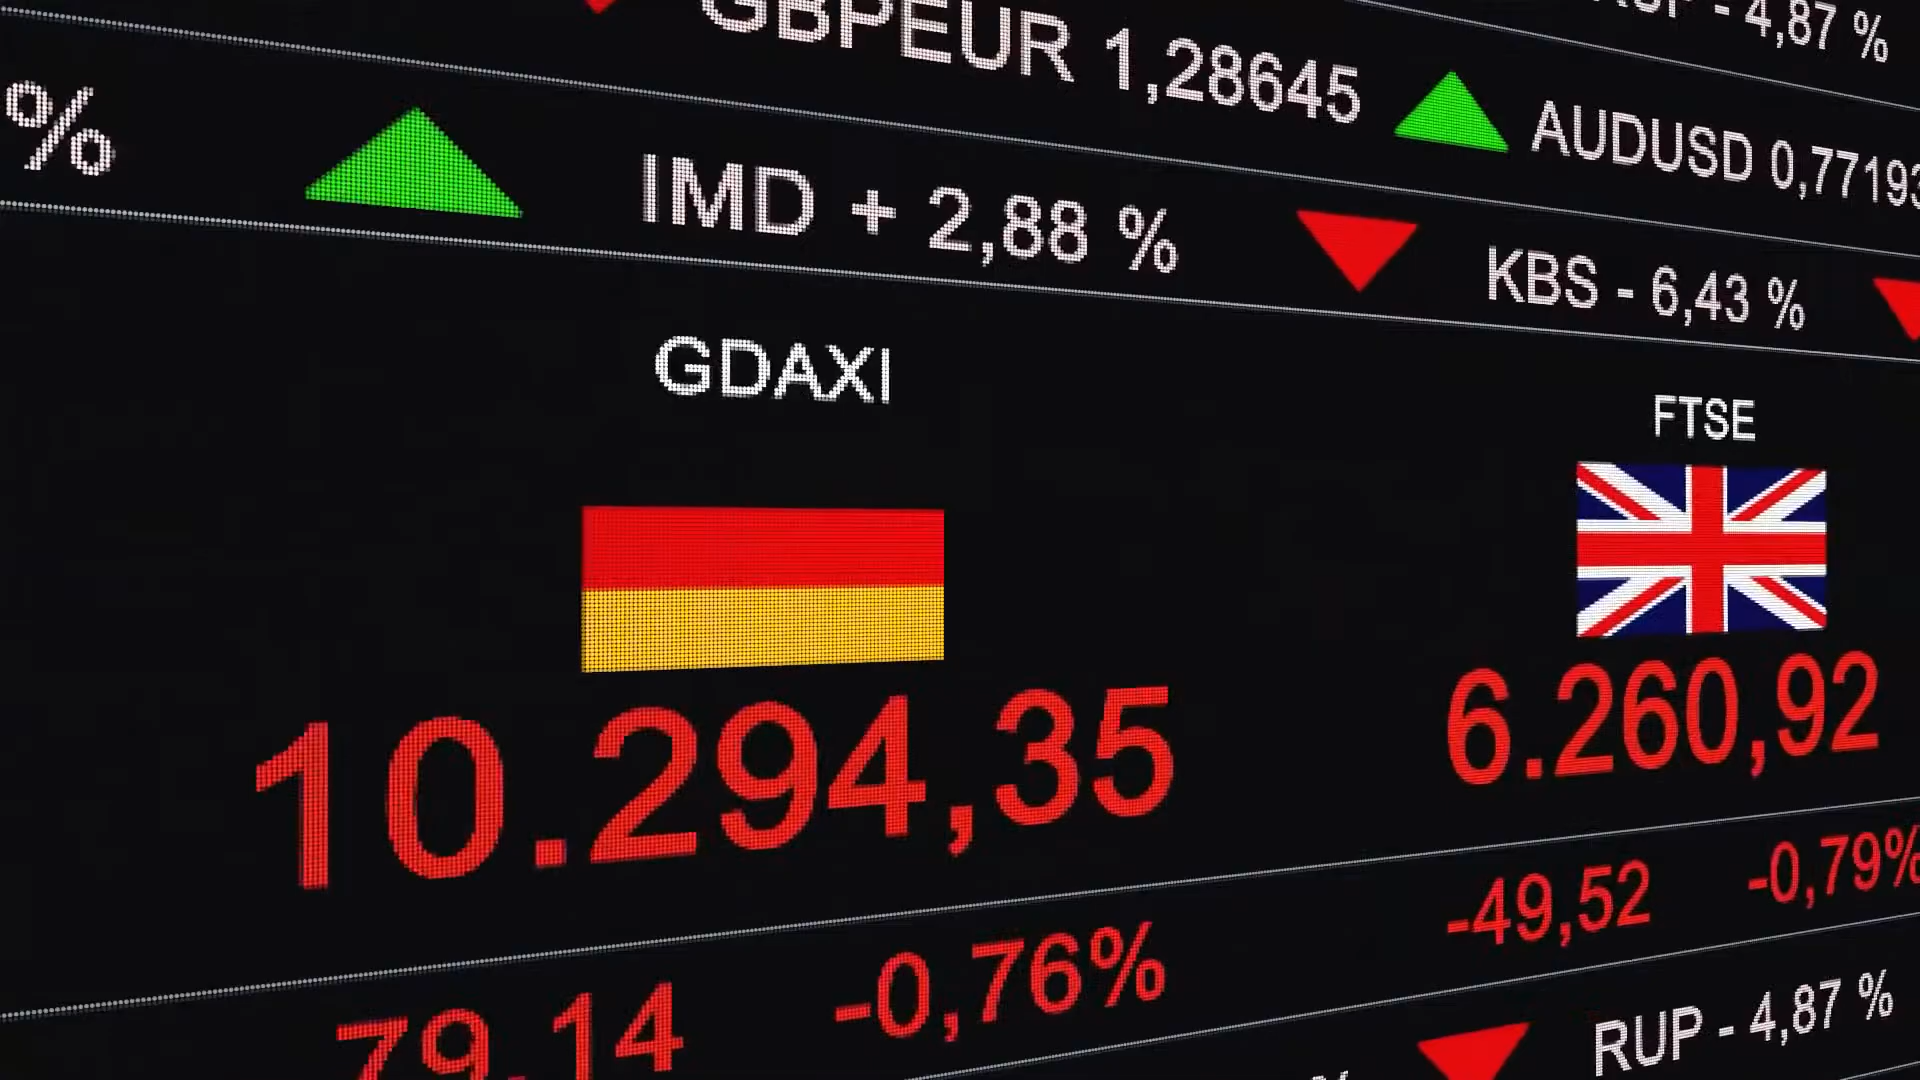 - 4,87 %
GBPEUR 1,28645 AUDUSD 0,77193
%
IMD + 2,88 % KBS - 6,43 %
GDAXI
FTSE
10.294,35
6.260,92
79,14 -0,76%
-49,52 -0,79%
RUP - 4,87 %